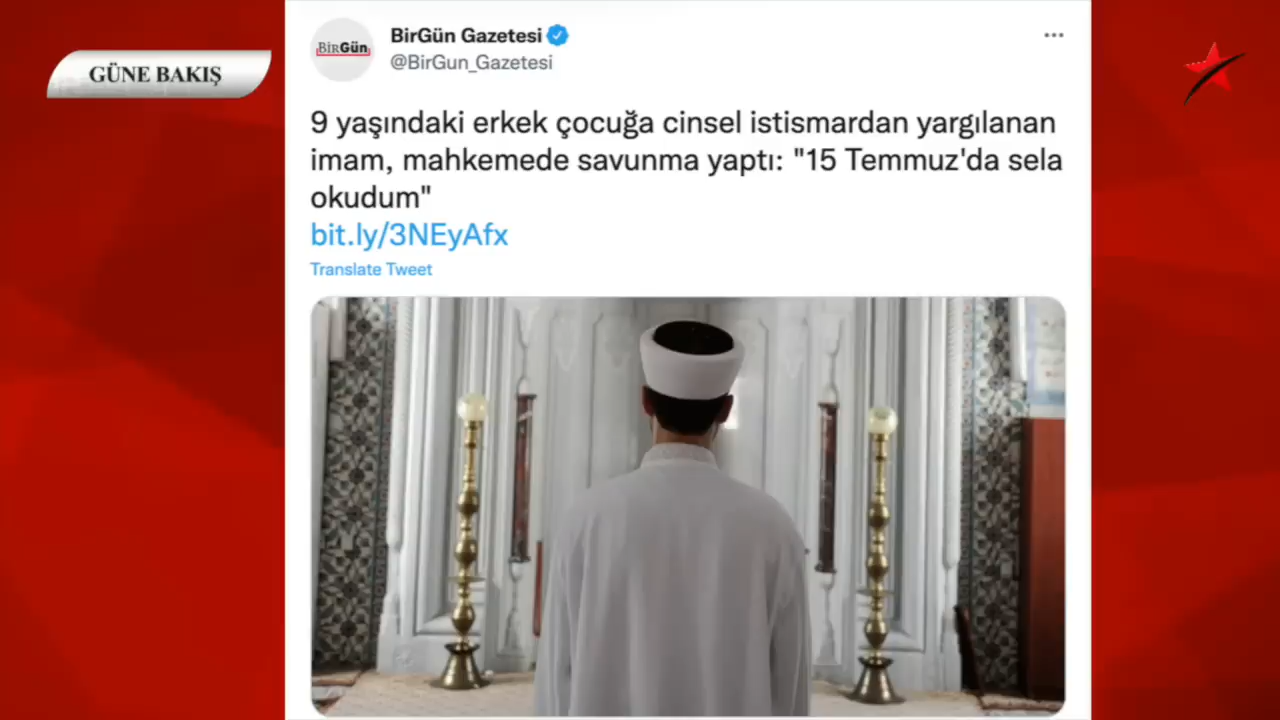 GÜNE BAKIŞ
BirGün
BirGün Gazetesi
@BirGun_Gazetesi
9 yaşındaki erkek çocuğa cinsel istismardan yargılanan
imam, mahkemede savunma yaptı: "15 Temmuz'da sela
okudum"
bit.ly/3NEyAfx
Translate Tweet